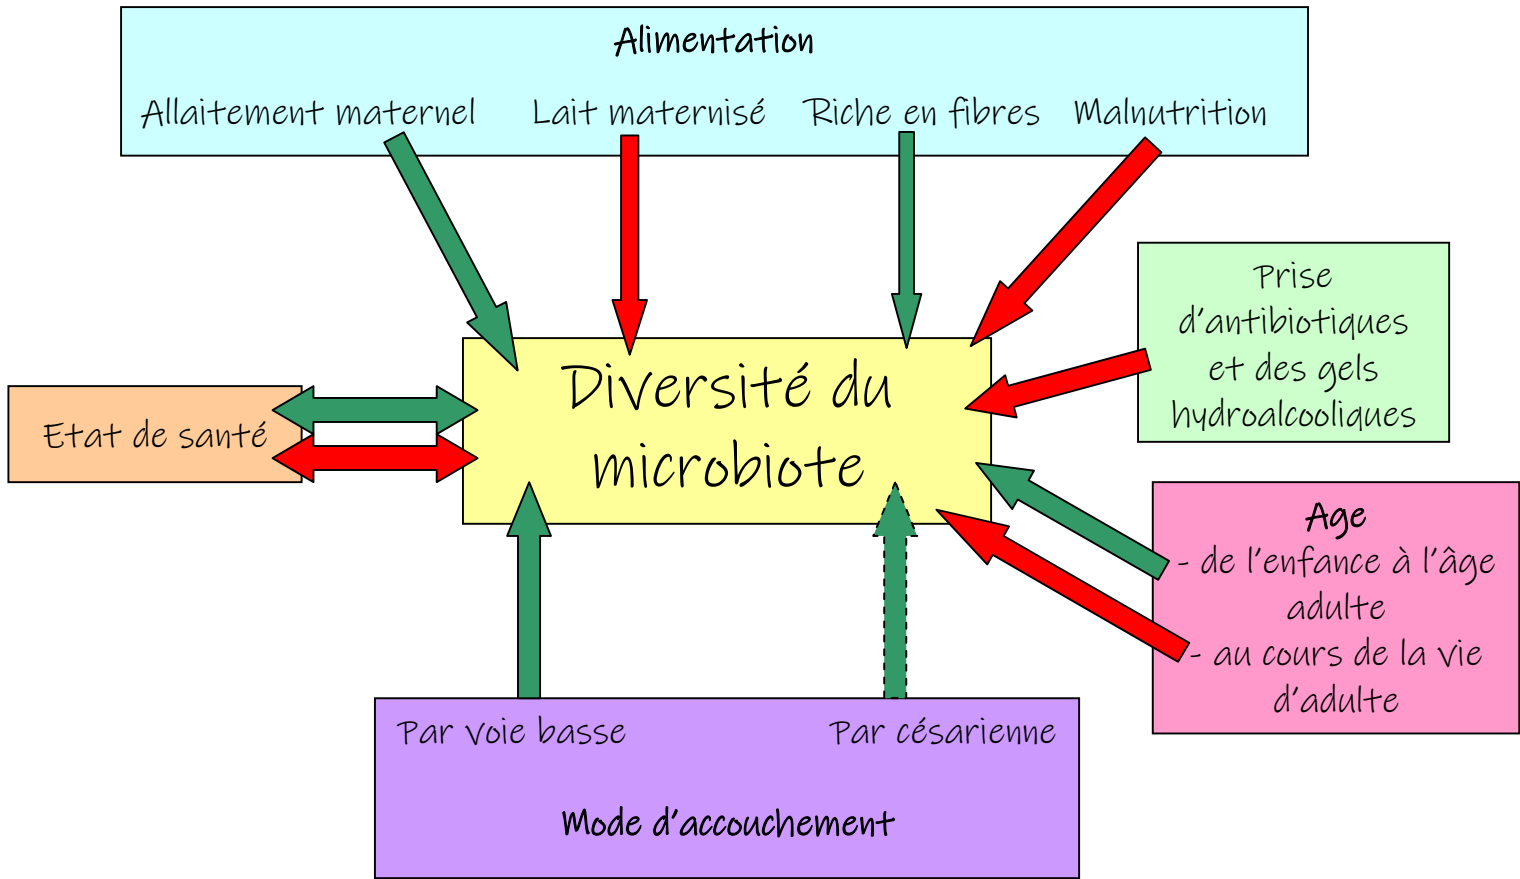 Alimentation
Allaitement maternel Lait maternisé Riche en fibres Malnutrition
Prise
d'antibiotiques
et des gels
hydroalcooliques
Diversité du
microbiote
Etat de santé
Age
- de l'enfance à l'âge
adulte
- au cours de la vie
d'adulte
Par voie basse Par césarienne
Mode d'accouchement